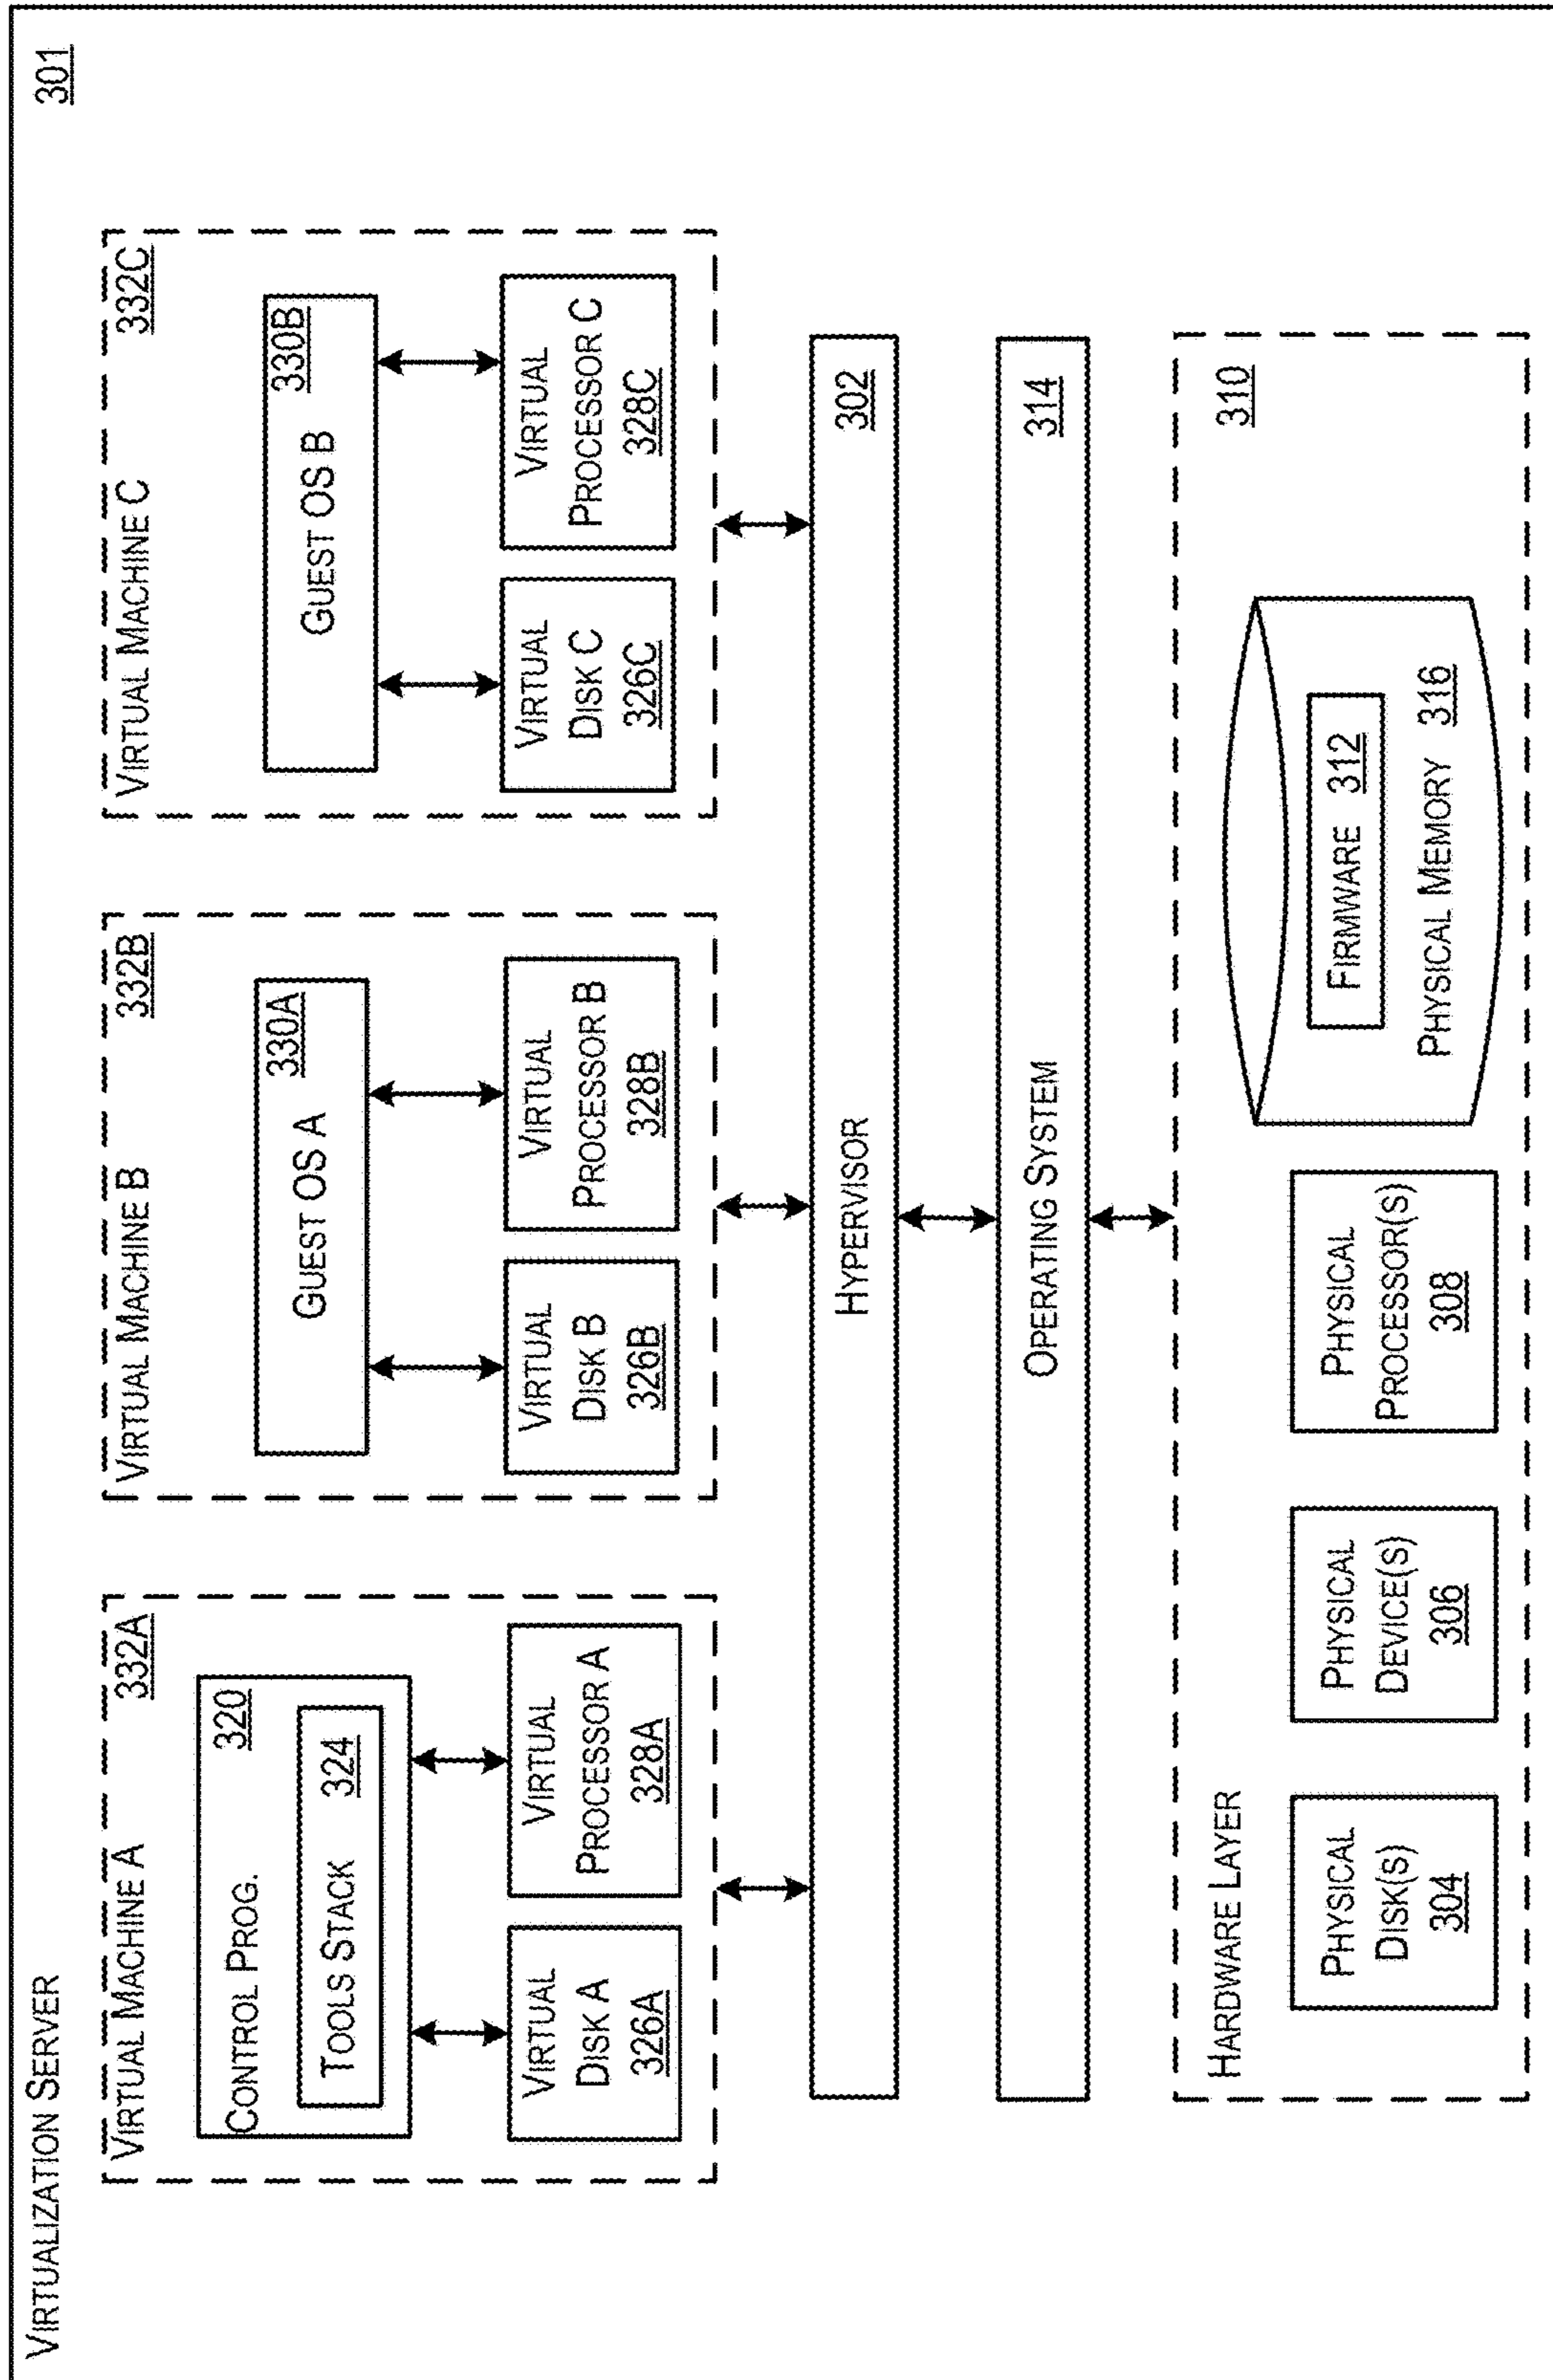 VIRTUALIZATION SERVER
301
VIRTUAL MACHINE A
332A
CONTROL PROG.
320
TOOLS STACK
324
VIRTUAL
DISK A
326A
VIRTUAL
PROCESSOR A
328A
VIRTUAL MACHINE B
332B
GUEST OS A
330A
VIRTUAL
DISK B
326B
VIRTUAL
PROCESSOR B
328B
VIRTUAL MACHINE C
332C
GUEST OS B
330B
VIRTUAL
DISK C
326C
VIRTUAL
PROCESSOR C
328C
HYPERVISOR
302
OPERATING SYSTEM
314
HARDWARE LAYER
310
PHYSICAL
DISK(S)
304
PHYSICAL
DEVICE(S)
306
PHYSICAL
PROCESSOR(S)
308
FIRMWARE 312
PHYSICAL MEMORY 316